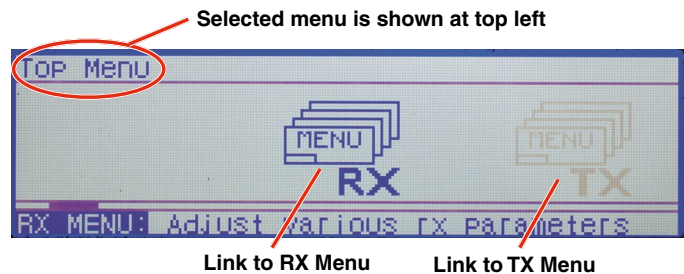 Selected menu is shown at top left
Top Menu
MENU
RX
MENU
TX
RX MENU: Adjust various rx parameters
Link to RX Menu
Link to TX Menu